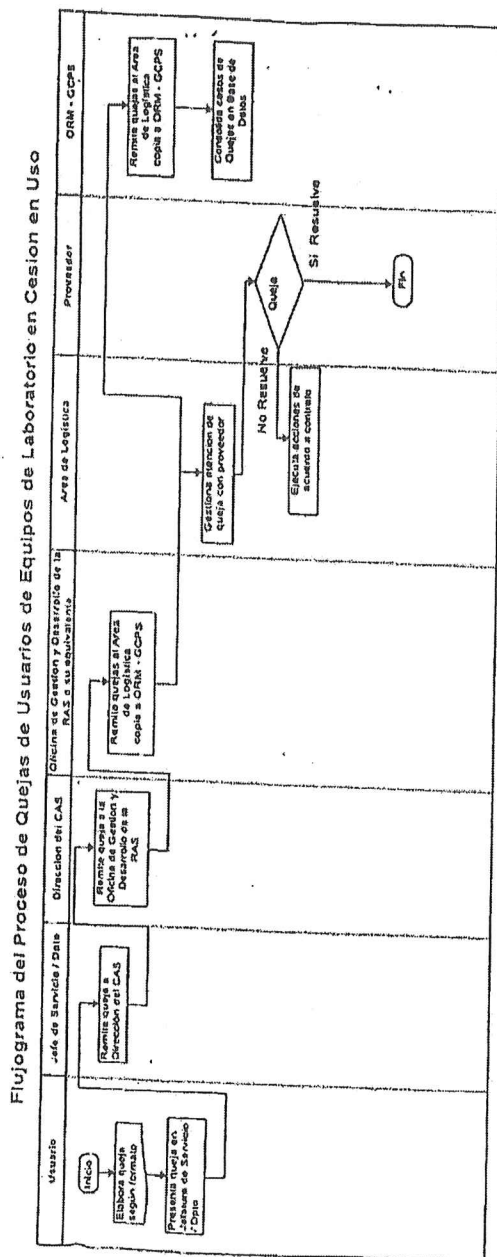 Flujograma del Proceso de Quejas de Usuarios de Equipos de Laboratorio en Cesion en Uso
Usuario
Jefe de Servicio / Dpto
Direccion del CAS
Oficina de Gestion y Desarrollo de la
RAS o su equivalente
Area de Logistica
Proveedor
ORM - GCPS
Inicio
Elabora queja
según formato
Presenta queja en
Jefatura de Servicio
/ Dpto
Remite queja a
Dirección del CAS
Remite queja a la
Oficina de Gestion y
Desarrollo de la
RAS
Remite quejas al Area
de Logística
copia a ORM - GCPS
Gestiona atencion de
queja con proveedor
Ejecuta acciones de
acuerdo a contrato
No Resuelve
Queja
Si Resuelve
Fin
Remite quejas al Area
de Logística
copia a ORM - GCPS
Consolida casos de
Quejas en Base de
Datos